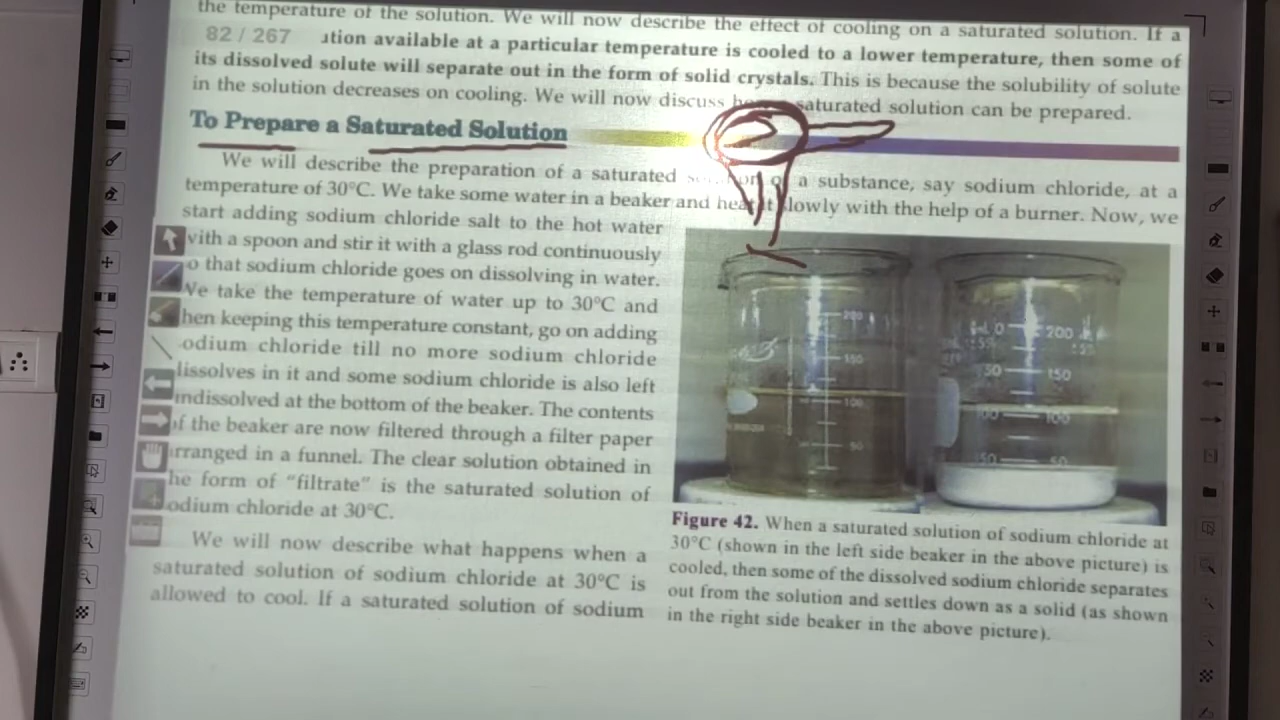 the temperature of the solution. We will now describe the effect of cooling on a saturated solution. If a
82 / 267
ation available at a particular temperature is cooled to a lower temperature, then some of
its dissolved solute will separate out in the form of solid crystals. This is because the solubility of solute
in the solution decreases on cooling. We will now discuss saturated solution can be prepared.
To Prepare a Saturated Solution
We will describe the preparation of a saturated a substance, say sodium chloride, at a
temperature of 30°C. We take some water in a beaker and heat it slowly with the help of a burner. Now, we
start adding sodium chloride salt to the hot water
with a spoon and stir it with a glass rod continuously
o that sodium chloride goes on dissolving in water.
We take the temperature of water up to 30°C and
hen keeping this temperature constant, go on adding
odium chloride till no more sodium chloride
dissolves in it and some sodium chloride is also left
undissolved at the bottom of the beaker. The contents
of the beaker are now filtered through a filter paper
arranged in a funnel. The clear solution obtained in
he form of "filtrate" is the saturated solution of
odium chloride at 30°C.
We will now describe what happens when a
saturated solution of sodium chloride at 30°C is
allowed to cool. If a saturated solution of sodium
200
150
100
50
200
50 150
100 100
50 50
Figure 42. When a saturated solution of sodium chloride at
30°C (shown in the left side beaker in the above picture) is
cooled, then some of the dissolved sodium chloride separates
out from the solution and settles down as a solid (as shown
in the right side beaker in the above picture).